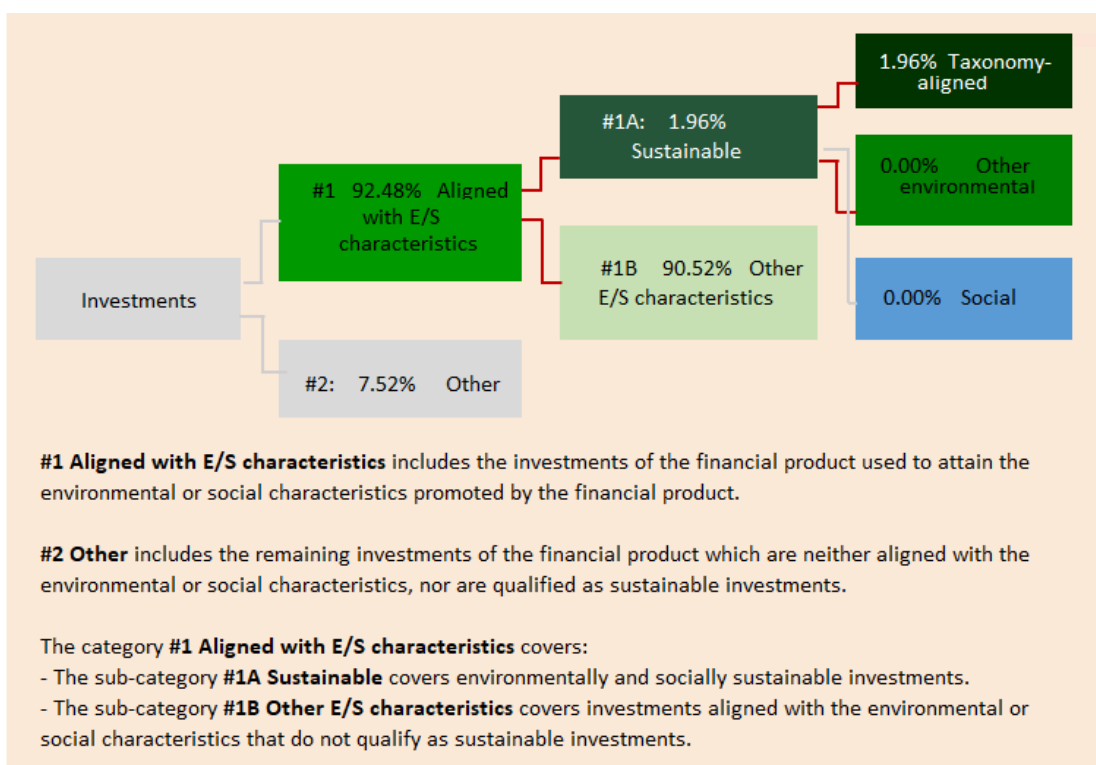 1.96% Taxonomy-
aligned
#1A: 1.96%
Sustainable
0.00% Other
environmental
#1 92.48% Aligned
with E/S
characteristics
#1B 90.52% Other
E/S characteristics
Investments
0.00% Social
#2: 7.52% Other
#1 Aligned with E/S characteristics includes the investments of the financial product used to attain the
environmental or social characteristics promoted by the financial product.
#2 Other includes the remaining investments of the financial product which are neither aligned with the
environmental or social characteristics, nor are qualified as sustainable investments.
The category #1 Aligned with E/S characteristics covers:
- The sub-category #1A Sustainable covers environmentally and socially sustainable investments.
- The sub-category #1B Other E/S characteristics covers investments aligned with the environmental or
social characteristics that do not qualify as sustainable investments.